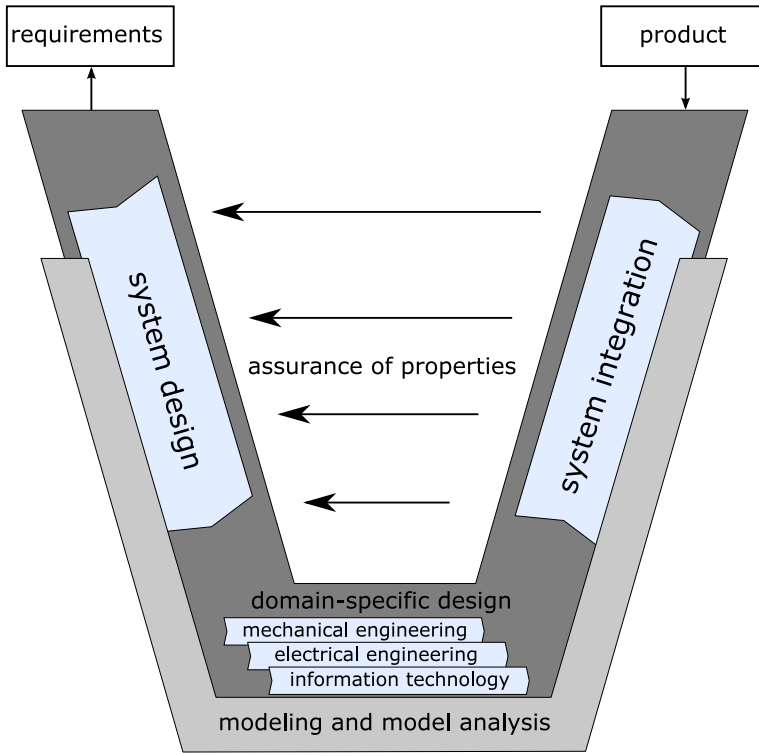 requirements
product
system design
system integration
assurance of properties
domain-specific design
mechanical engineering
electrical engineering
information technology
modeling and model analysis